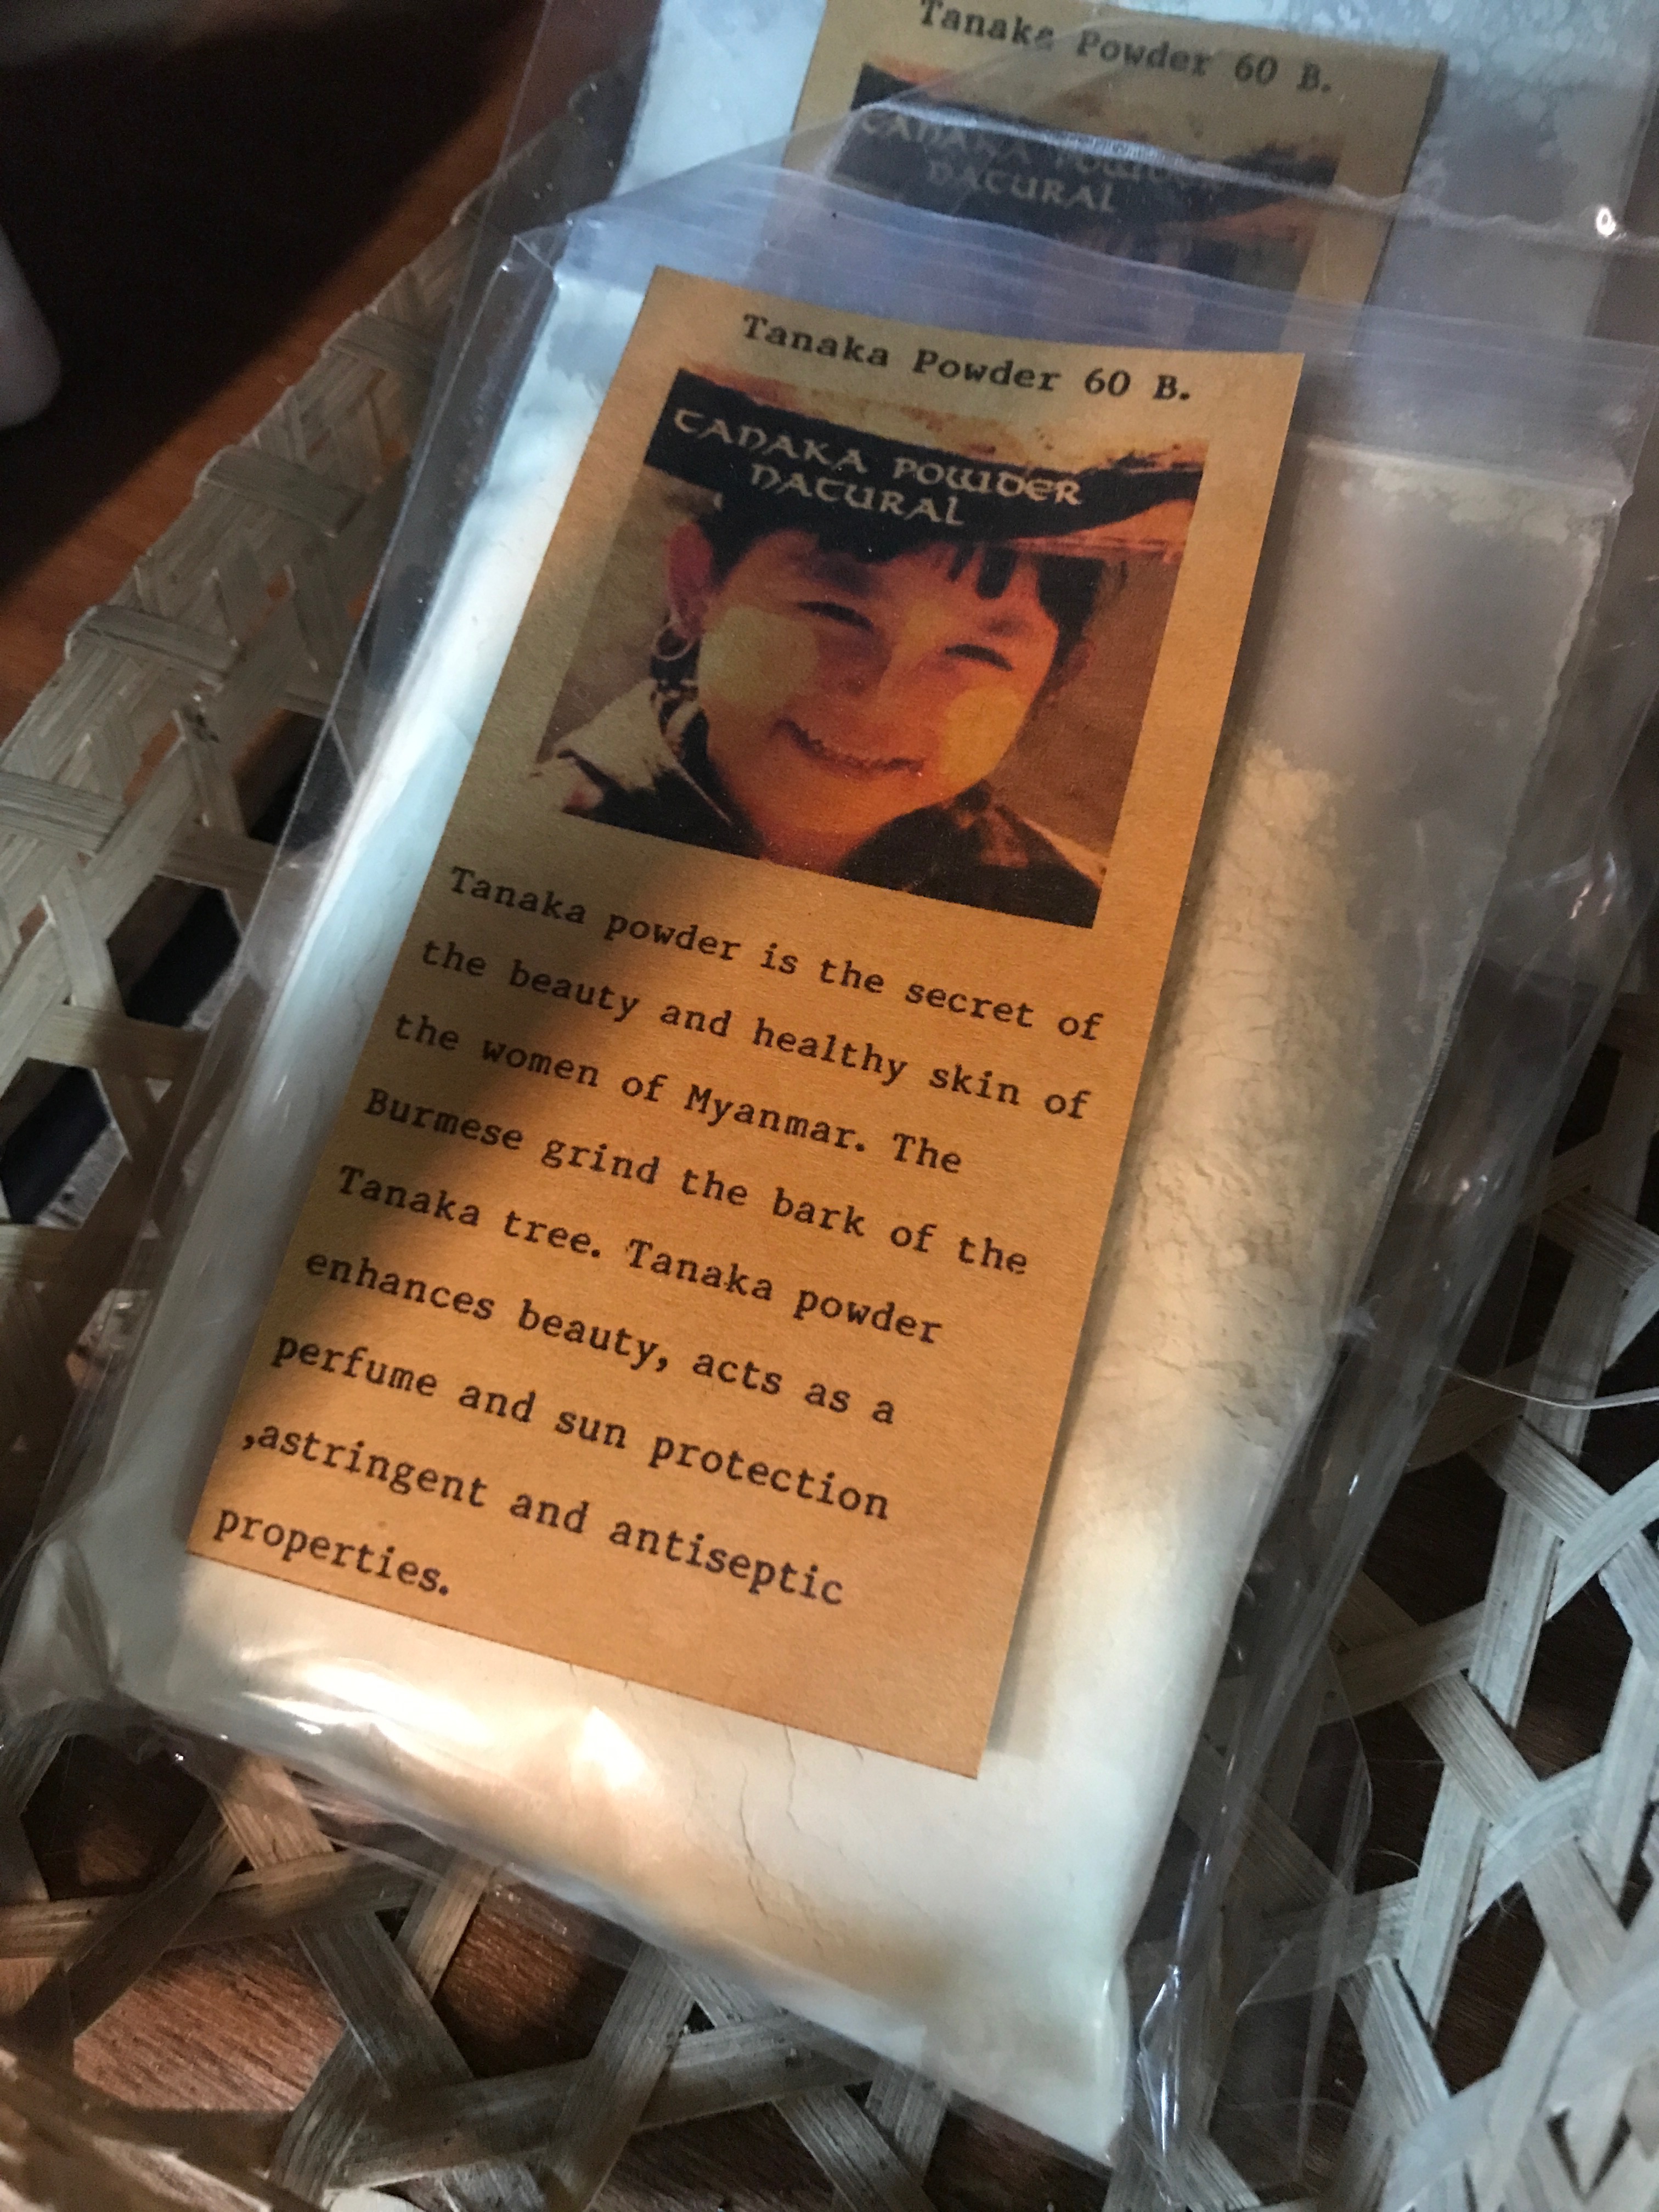 Tanaka Powder 60 B.
TANAKA POWDER
NATURAL
Tanaka Powder 60 B.
TANAKA POWDER
NATURAL
Tanaka powder is the secret of
the beauty and healthy skin of
the women of Myanmar. The
Burmese grind the bark of the
Tanaka tree. Tanaka powder
enhances beauty, acts as a
perfume and sun protection
,astringent and antiseptic
properties.